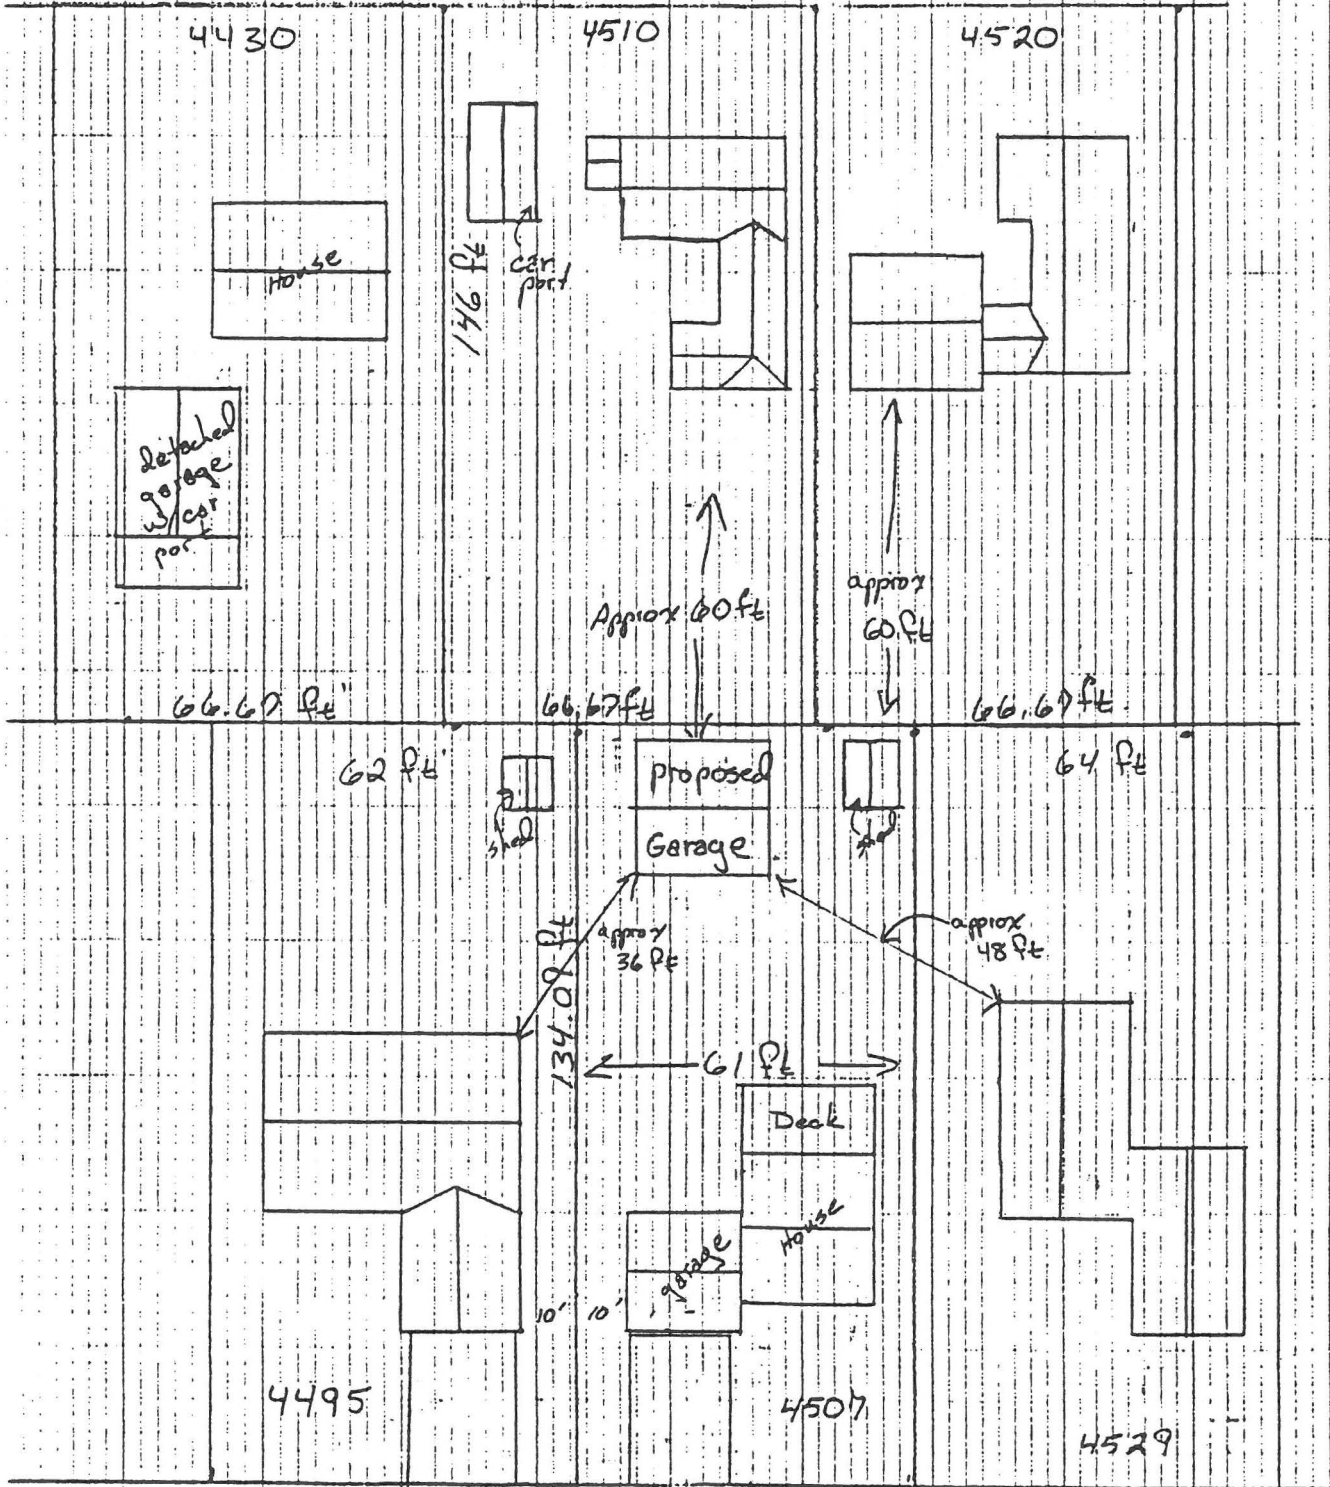 4430
4510
4520
House
car
port
146 ft
detached
garage
w/ car
port
Approx 60 ft
approx
60 ft
66.67 ft
66.67 ft
66.67 ft
62 ft
shed
proposed
Garage
shed
64 ft
approx
36 ft
approx
48 ft
134.09 ft
61 ft
Deck
House
garage
10'
10'
4495
4507
4529